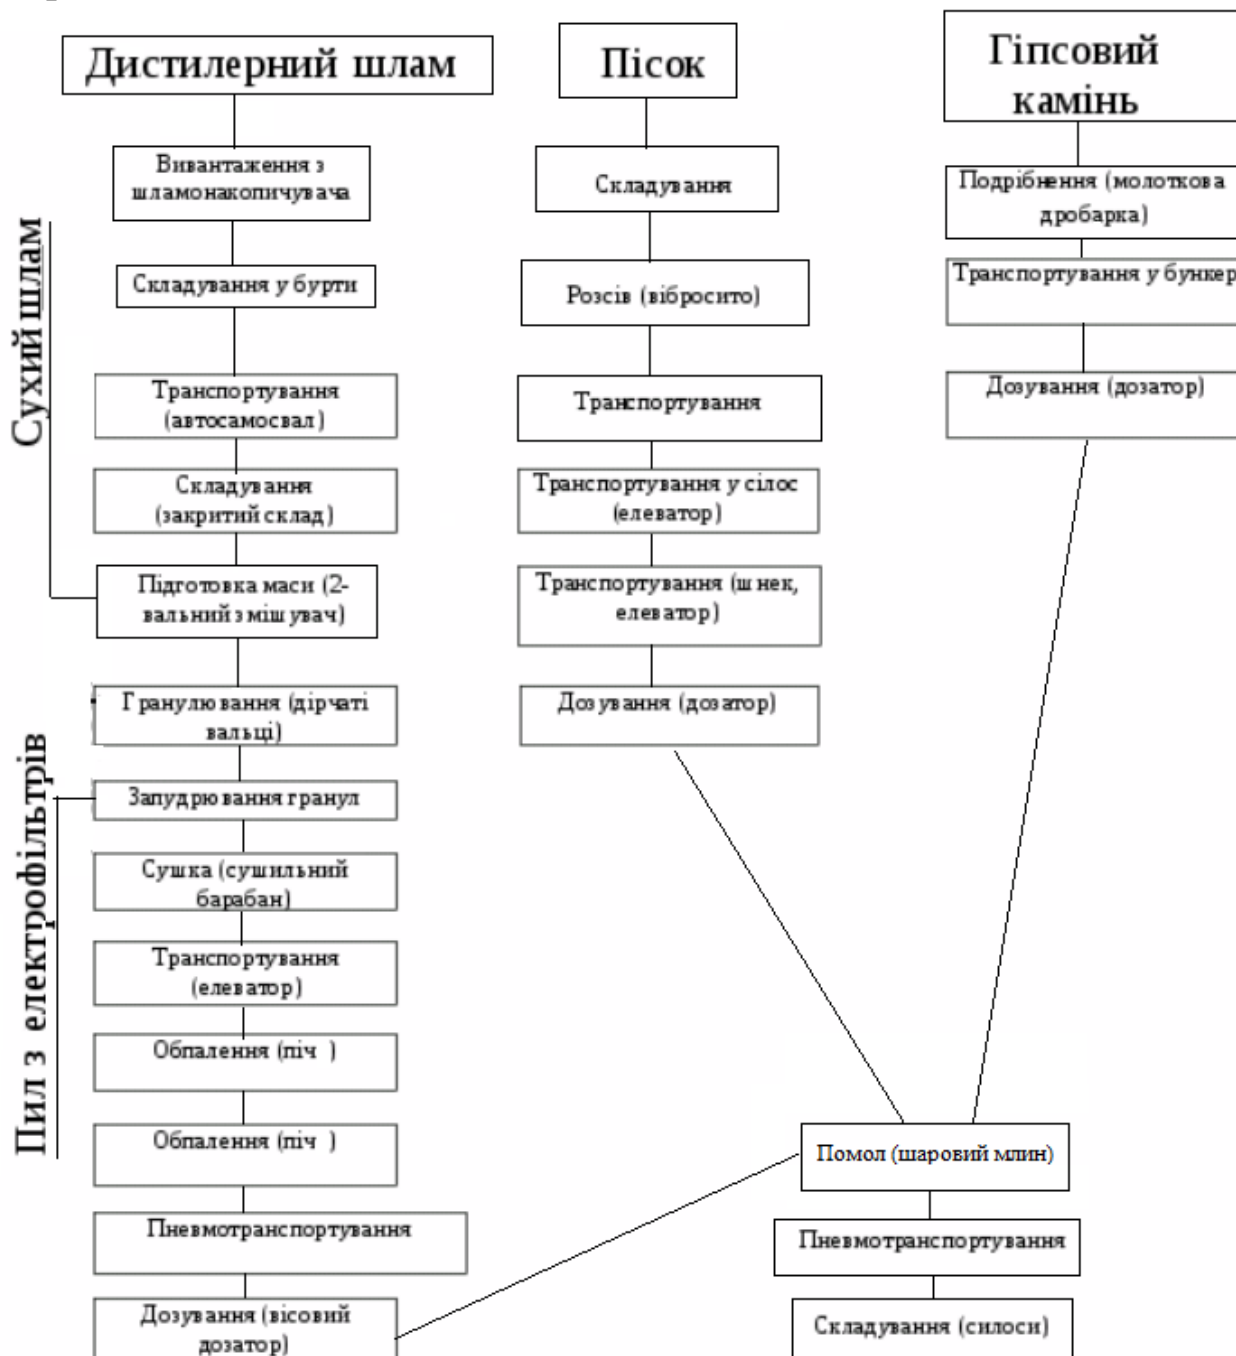 Дистилерний шлам
Вивантаження з
шламонакопичувача
Складування у бурти
Транспортування
(автосамосвал)
Складування
(закритий склад)
Підготовка маси (2-
вальний змішувач)
Гранулювання (дірчаті
вальці)
Запудрювання гранул
Сушка (сушильний
барабан)
Транспортування
(елеватор)
Обпалення (піч )
Обпалення (піч )
Пневмотранспортування
Дозування (вісовий
дозатор)
Сухий шлам
Пил з електрофільтрів
Пісок
Складування
Розсів (вібросито)
Транспортування
Транспортування у сілос
(елеватор)
Транспортування (шнек,
елеватор)
Дозування (дозатор)
Гіпсовий
камінь
Подрібнення (молоткова
дробарка)
Транспортування у бункер
Дозування (дозатор)
Помол (шаровий млин)
Пневмотранспортування
Складування (силоси)